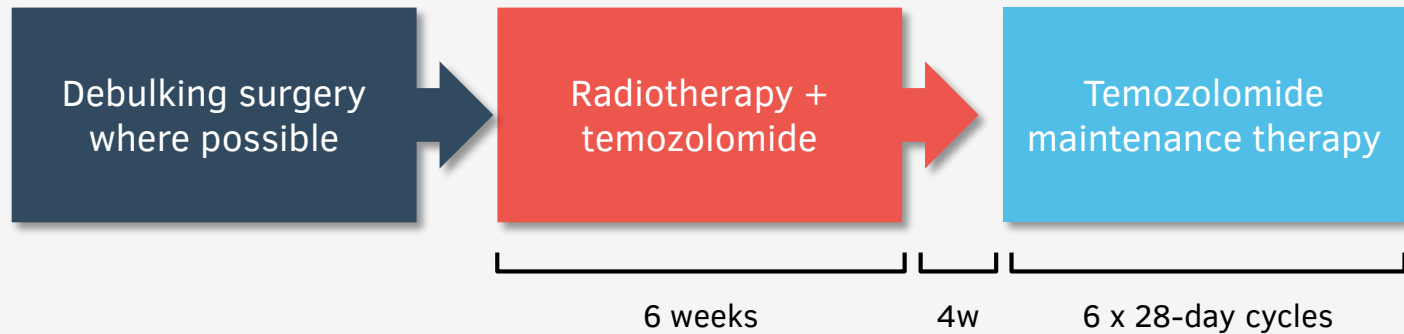 Debulking surgery
where possible
Radiotherapy +
temozolomide
Temozolomide
maintenance therapy
6 weeks
4w
6 x 28-day cycles